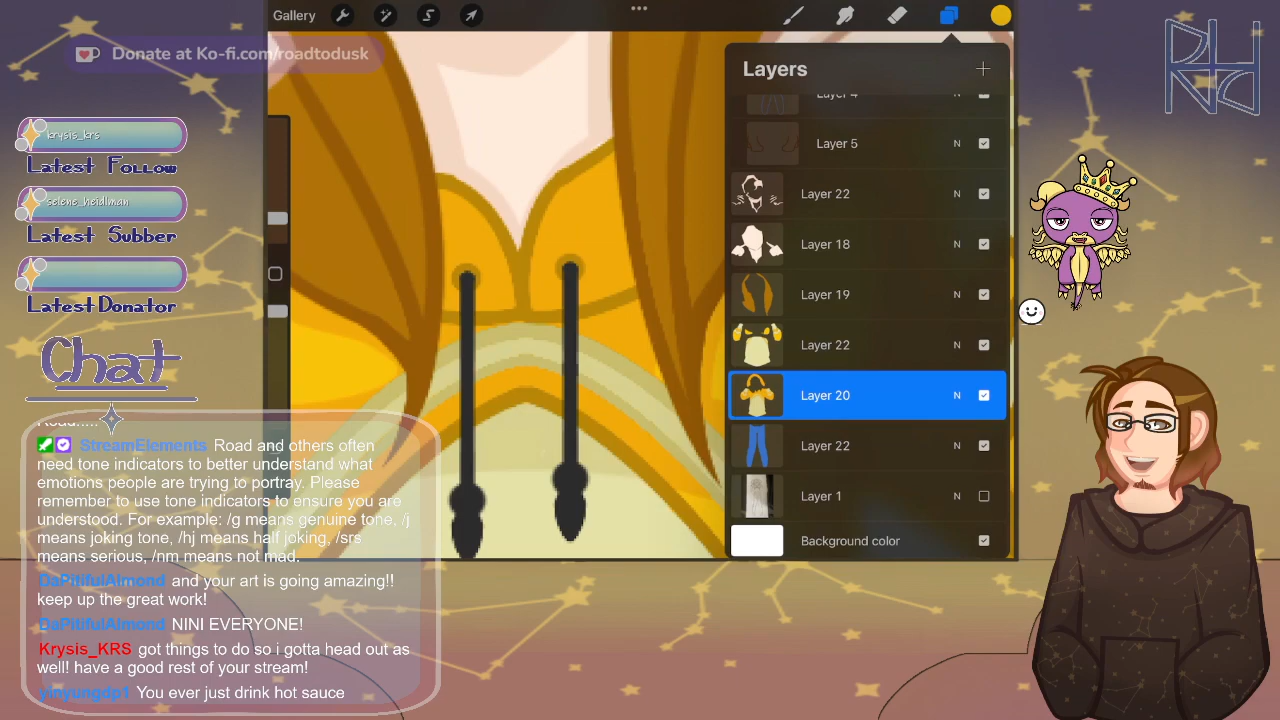 Gallery
Donate at Ko-fi.com/roadtodusk
krysis_krs
Latest Follow
selene_heidlman
Latest Subber
Latest Donator
Chat
Road.....
StreamElements Road and others often
need tone indicators to better understand what
emotions people are trying to portray. Please
remember to use tone indicators to ensure you are
understood. For example: /g means genuine tone, /j
means joking tone, /hj means half joking, /srs
means serious, /nm means not mad.
DaPitifulAlmond and your art is going amazing!!
keep up the great work!
DaPitifulAlmond NINI EVERYONE!
Krysis_KRS got things to do so i gotta head out as
well! have a good rest of your stream!
yinyungdp1 You ever just drink hot sauce
Layers
Layer 4 N
Layer 5 N
Layer 22 N
Layer 18 N
Layer 19 N
Layer 22 N
Layer 20 N
Layer 22 N
Layer 1 N
Background color